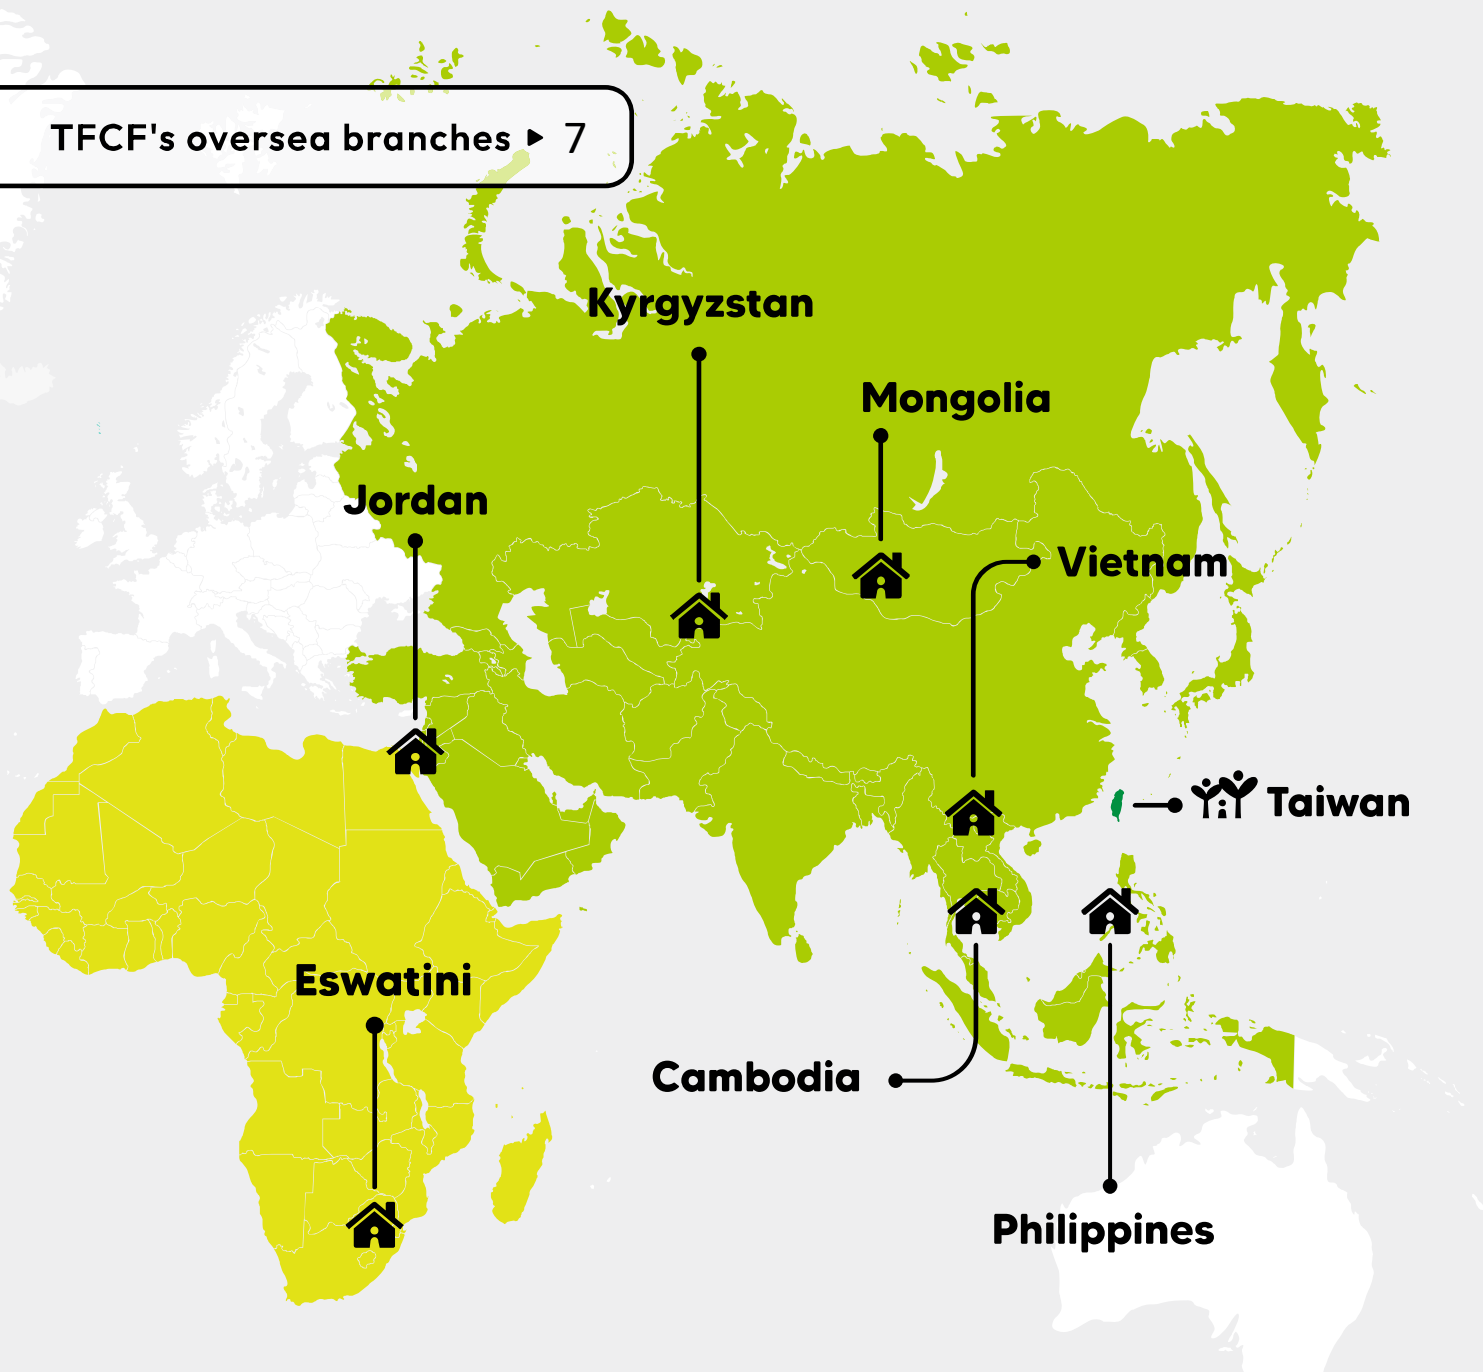 TFCF's oversea branches ▶ 7
Kyrgyzstan
Mongolia
Jordan
Vietnam
Taiwan
Eswatini
Cambodia
Philippines